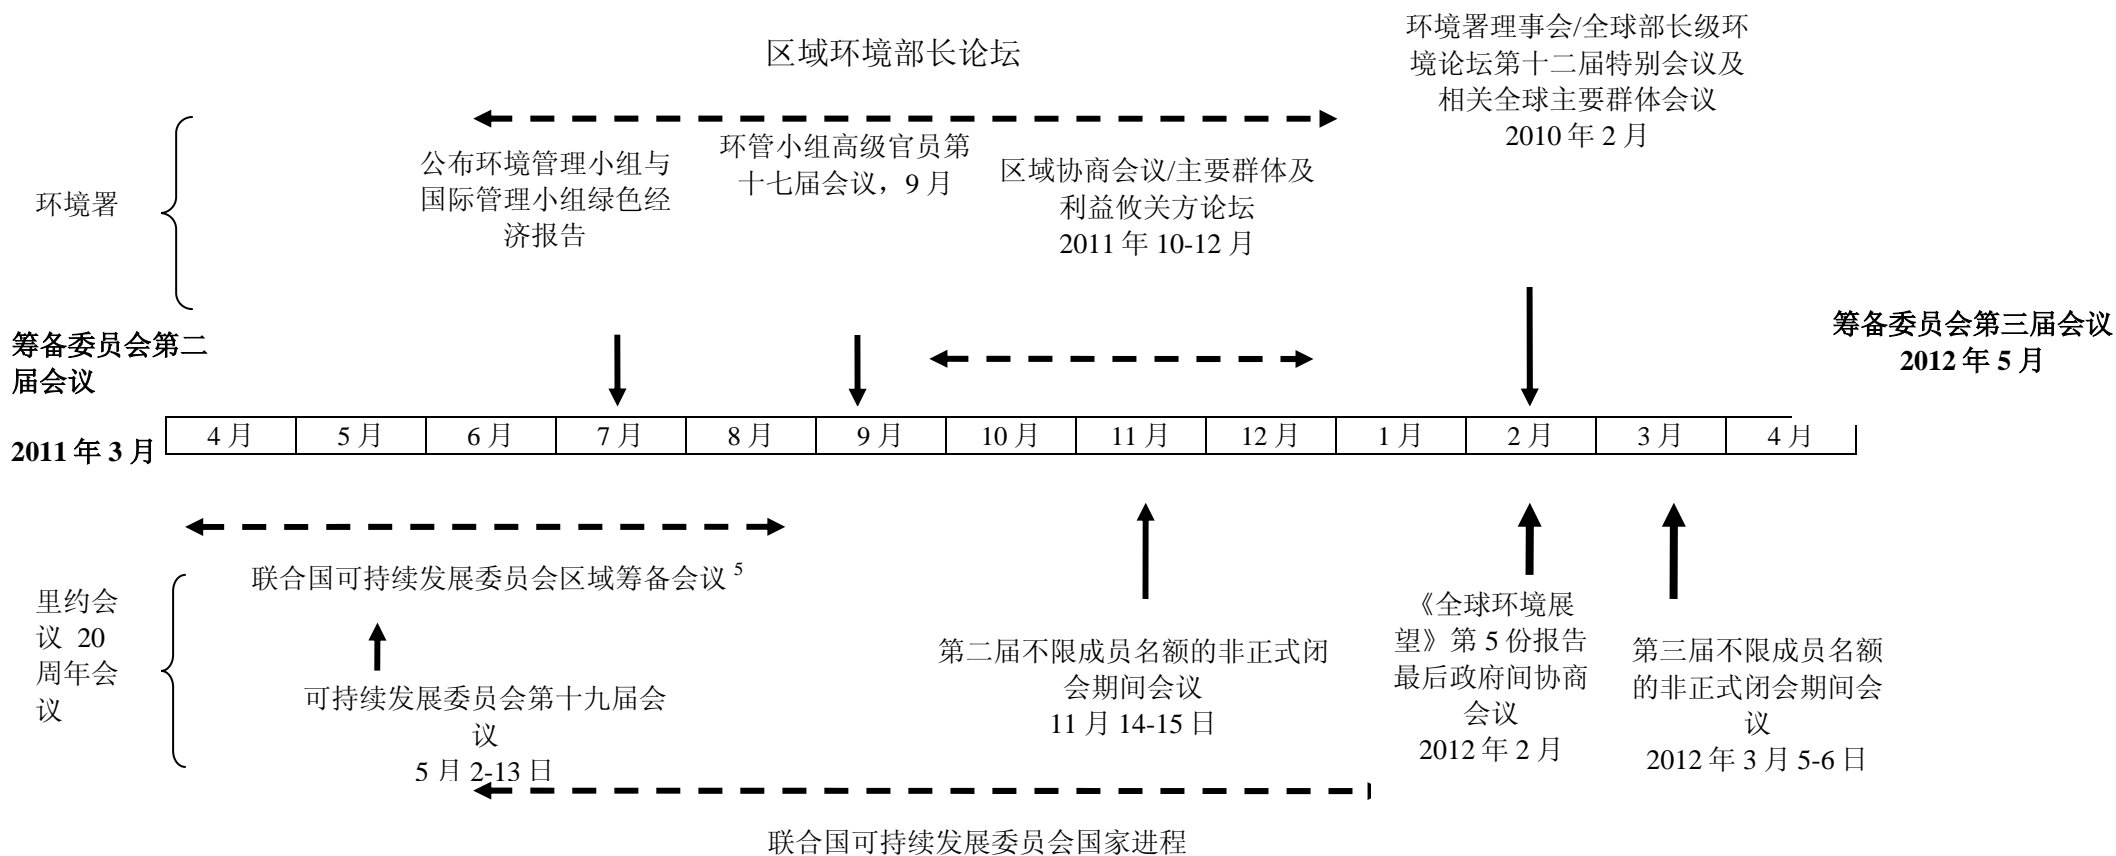 区域环境部长论坛
环境署理事会/全球部长级环
境论坛第十二届特别会议及
相关全球主要群体会议
2010 年 2 月
环境署
公布环境管理小组与
国际管理小组绿色经
济报告
环管小组高级官员第
十七届会议，9 月
区域协商会议/主要群体及
利益攸关方论坛
2011 年 10-12 月
筹备委员会第二
届会议
2011 年 3 月
筹备委员会第三届会议
2012 年 5 月
4 月 5 月 6 月 7 月 8 月 9 月 10 月 11 月 12 月 1 月 2 月 3 月 4 月
里约会
议 20
周年会
议
联合国可持续发展委员会区域筹备会议 5
可持续发展委员会第十九届会
议
5 月 2-13 日
第二届不限成员名额的非正式闭
会期间会议
11 月 14-15 日
《全球环境展
望》第 5 份报告
最后政府间协商
会议
2012 年 2 月
第三届不限成员名额
的非正式闭会期间会
议
2012 年 3 月 5-6 日
联合国可持续发展委员会国家进程